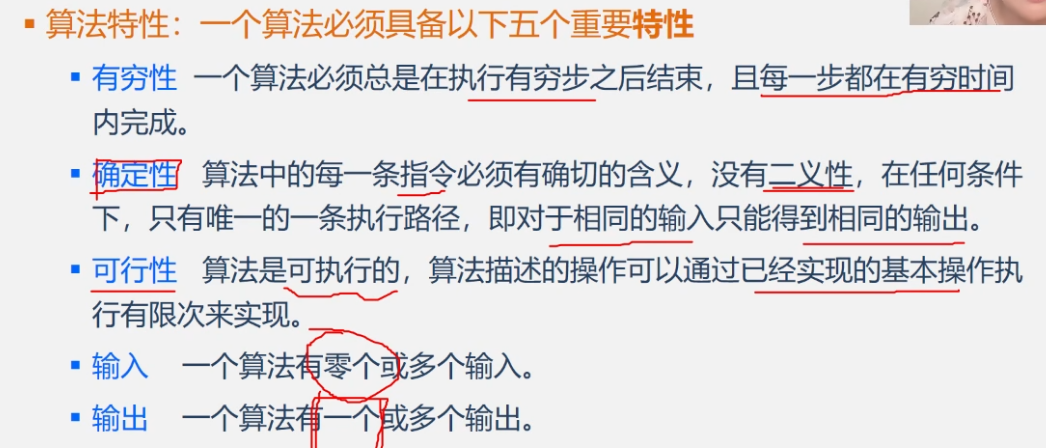 ▪ 算法特性：一个算法必须具备以下五个重要特性
▪ 有穷性 一个算法必须总是在执行有穷步之后结束，且每一步都在有穷时间
内完成。
▪ 确定性 算法中的每一条指令必须有确切的含义，没有二义性，在任何条件
下，只有唯一的一条执行路径，即对于相同的输入只能得到相同的输出。
▪ 可行性 算法是可执行的，算法描述的操作可以通过已经实现的基本操作执
行有限次来实现。
▪ 输入 一个算法有零个或多个输入。
▪ 输出 一个算法有一个或多个输出。